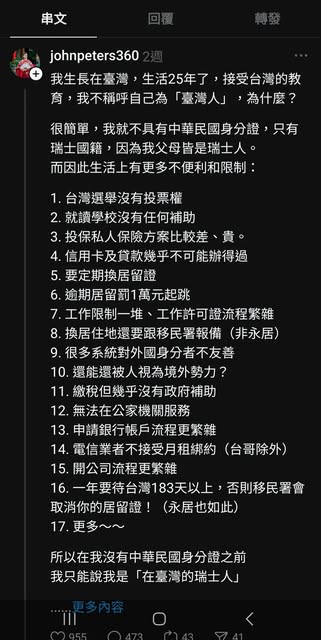 串文 回覆 轉發
johnpeters360 2週
我生長在臺灣，生活25年了，接受台灣的教
育，我不稱呼自己為「臺灣人」，為什麼？
很簡單，我就不具有中華民國身分證，只有
瑞士國籍，因為我父母皆是瑞士人。
而因此生活上有更多不便利和限制：
1. 台灣選舉沒有投票權
2. 就讀學校沒有任何補助
3. 投保私人保險方案比較差、貴。
4. 信用卡及貸款幾乎不可能辦得過
5. 要定期換居留證
6. 逾期居留罰1萬元起跳
7. 工作限制一堆、工作許可證流程繁雜
8. 換居住地還要跟移民署報備（非永居）
9. 很多系統對外國身分者不友善
10. 還能還被人視為境外勢力？
11. 繳稅但幾乎沒有政府補助
12. 無法在公家機關服務
13. 申請銀行帳戶流程更繁雜
14. 電信業者不接受月租綁約（台哥除外）
15. 開公司流程更繁雜
16. 一年要待台灣183天以上，否則移民署會
取消你的居留證！（永居也如此）
17. 更多～～
所以在我沒有中華民國身分證之前
我只能說我是「在臺灣的瑞士人」
......更多內容
955 473 43 41